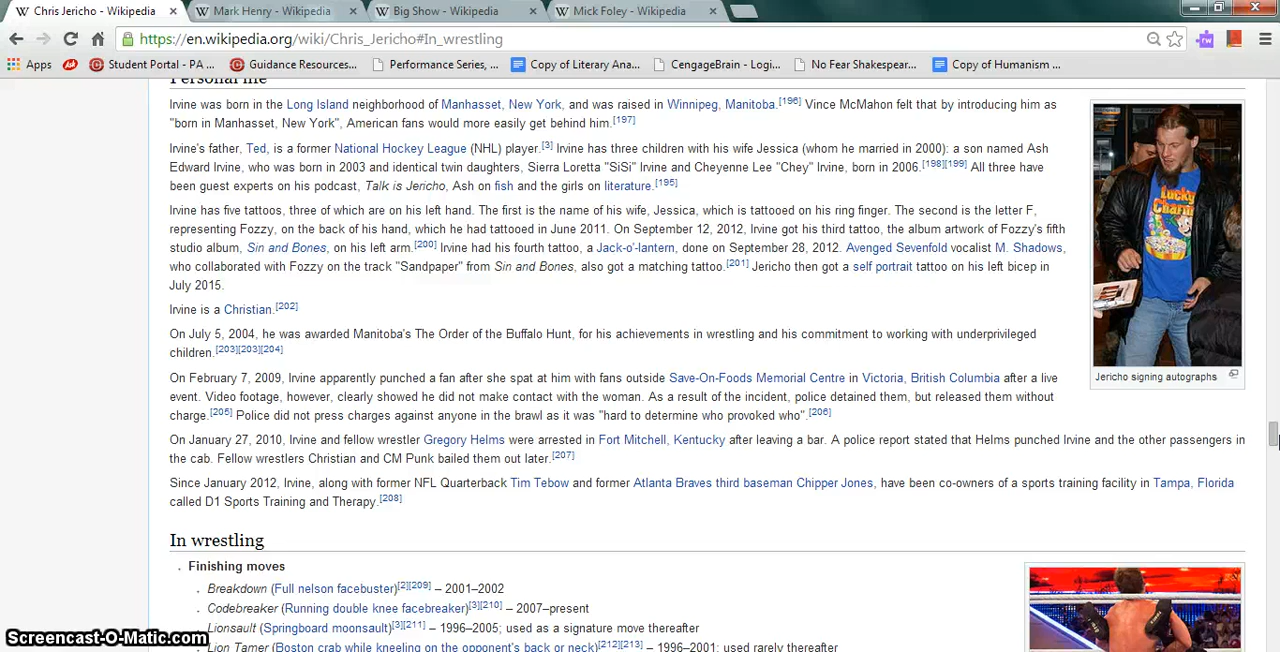 Chris Jericho - Wikipedia
Mark Henry - Wikipedia
Big Show - Wikipedia
Mick Foley - Wikipedia
https://en.wikipedia.org/wiki/Chris_Jericho#In_wrestling
Apps Ask Student Portal - PA ... Guidance Resources... Performance Series, ... Copy of Literary Ana... CengageBrain - Logi... No Fear Shakespear... Copy of Humanism ...
Personal life
Irvine was born in the Long Island neighborhood of Manhasset, New York, and was raised in Winnipeg, Manitoba.[196] Vince McMahon felt that by introducing him as
"born in Manhasset, New York", Americans would more easily get behind him.[197]
Irvine's father, Ted, is a former National Hockey League (NHL) player.[3] Irvine has three children with his wife Jessica (whom he married in 2000): a son named Ash
Edward Irvine, who was born in 2003 and identical twin daughters, Sierra Loretta "SiSi" Irvine and Cheyenne Lee "Chey" Irvine, born in 2006.[198][199] All three have
been guest experts on his podcast, Talk is Jericho, Ash on fish and the girls on literature.[195]
Irvine has five tattoos, three of which are on his left hand. The first is the name of his wife, Jessica, which is tattooed on his ring finger. The second is the letter F,
representing Fozzy, on the back of his hand, which he had tattooed in June 2011. On September 12, 2012, Irvine got his third tattoo, the album artwork of Fozzy's fifth
studio album, Sin and Bones, on his left arm.[200] Irvine had his fourth tattoo, a Jack-o'-lantern, done on September 28, 2012. Avenged Sevenfold vocalist M. Shadows,
who collaborated with Fozzy on the track "Sandpaper" from Sin and Bones, also got a matching tattoo.[201] Jericho then got a self portrait tattoo on his left bicep in
July 2015.
Irvine is a Christian.[202]
On July 5, 2004, he was awarded Manitoba's The Order of the Buffalo Hunt, for his achievements in wrestling and his commitment to working with underprivileged
children.[203][203][204]
On February 7, 2009, Irvine apparently punched a fan as she spat at him with fans outside Save-On-Foods Memorial Centre in Victoria, British Columbia after a live
event. Video footage, however, clearly showed he did not make contact with the woman. As a result of the incident, police detained them, but released them without
charge.[205] Police did not press charges against anyone in the brawl as it was "hard to determine who provoked who".[206]
On January 27, 2010, Irvine and fellow wrestler Gregory Helms were arrested in Fort Mitchell, Kentucky after leaving a bar. A police report stated that Helms punched Irvine and the other passengers in
the cab. Fellow wrestlers Christian and CM Punk bailed them out later.[207]
Since January 2012, Irvine, along with former NFL Quarterback Tim Tebow and former Atlanta Braves third baseman Chipper Jones, have been co-owners of a sports training facility in Tampa, Florida
called D1 Sports Training and Therapy.[208]
Lucky
Charms
Jericho signing autographs
In wrestling
Finishing moves
Breakdown (Full nelson facebuster)[2][209] – 2001–2002
Codebreaker (Running double knee facebreaker)[3][210] – 2007–present
Lionsault (Springboard moonsault)[3][211] – 1996–2005; used as a signature move thereafter
Lion Tamer (Boston crab while kneeling on the opponent's back or neck)[212][213] – 1996–2001; used rarely thereafter
Screencast-O-Matic.com